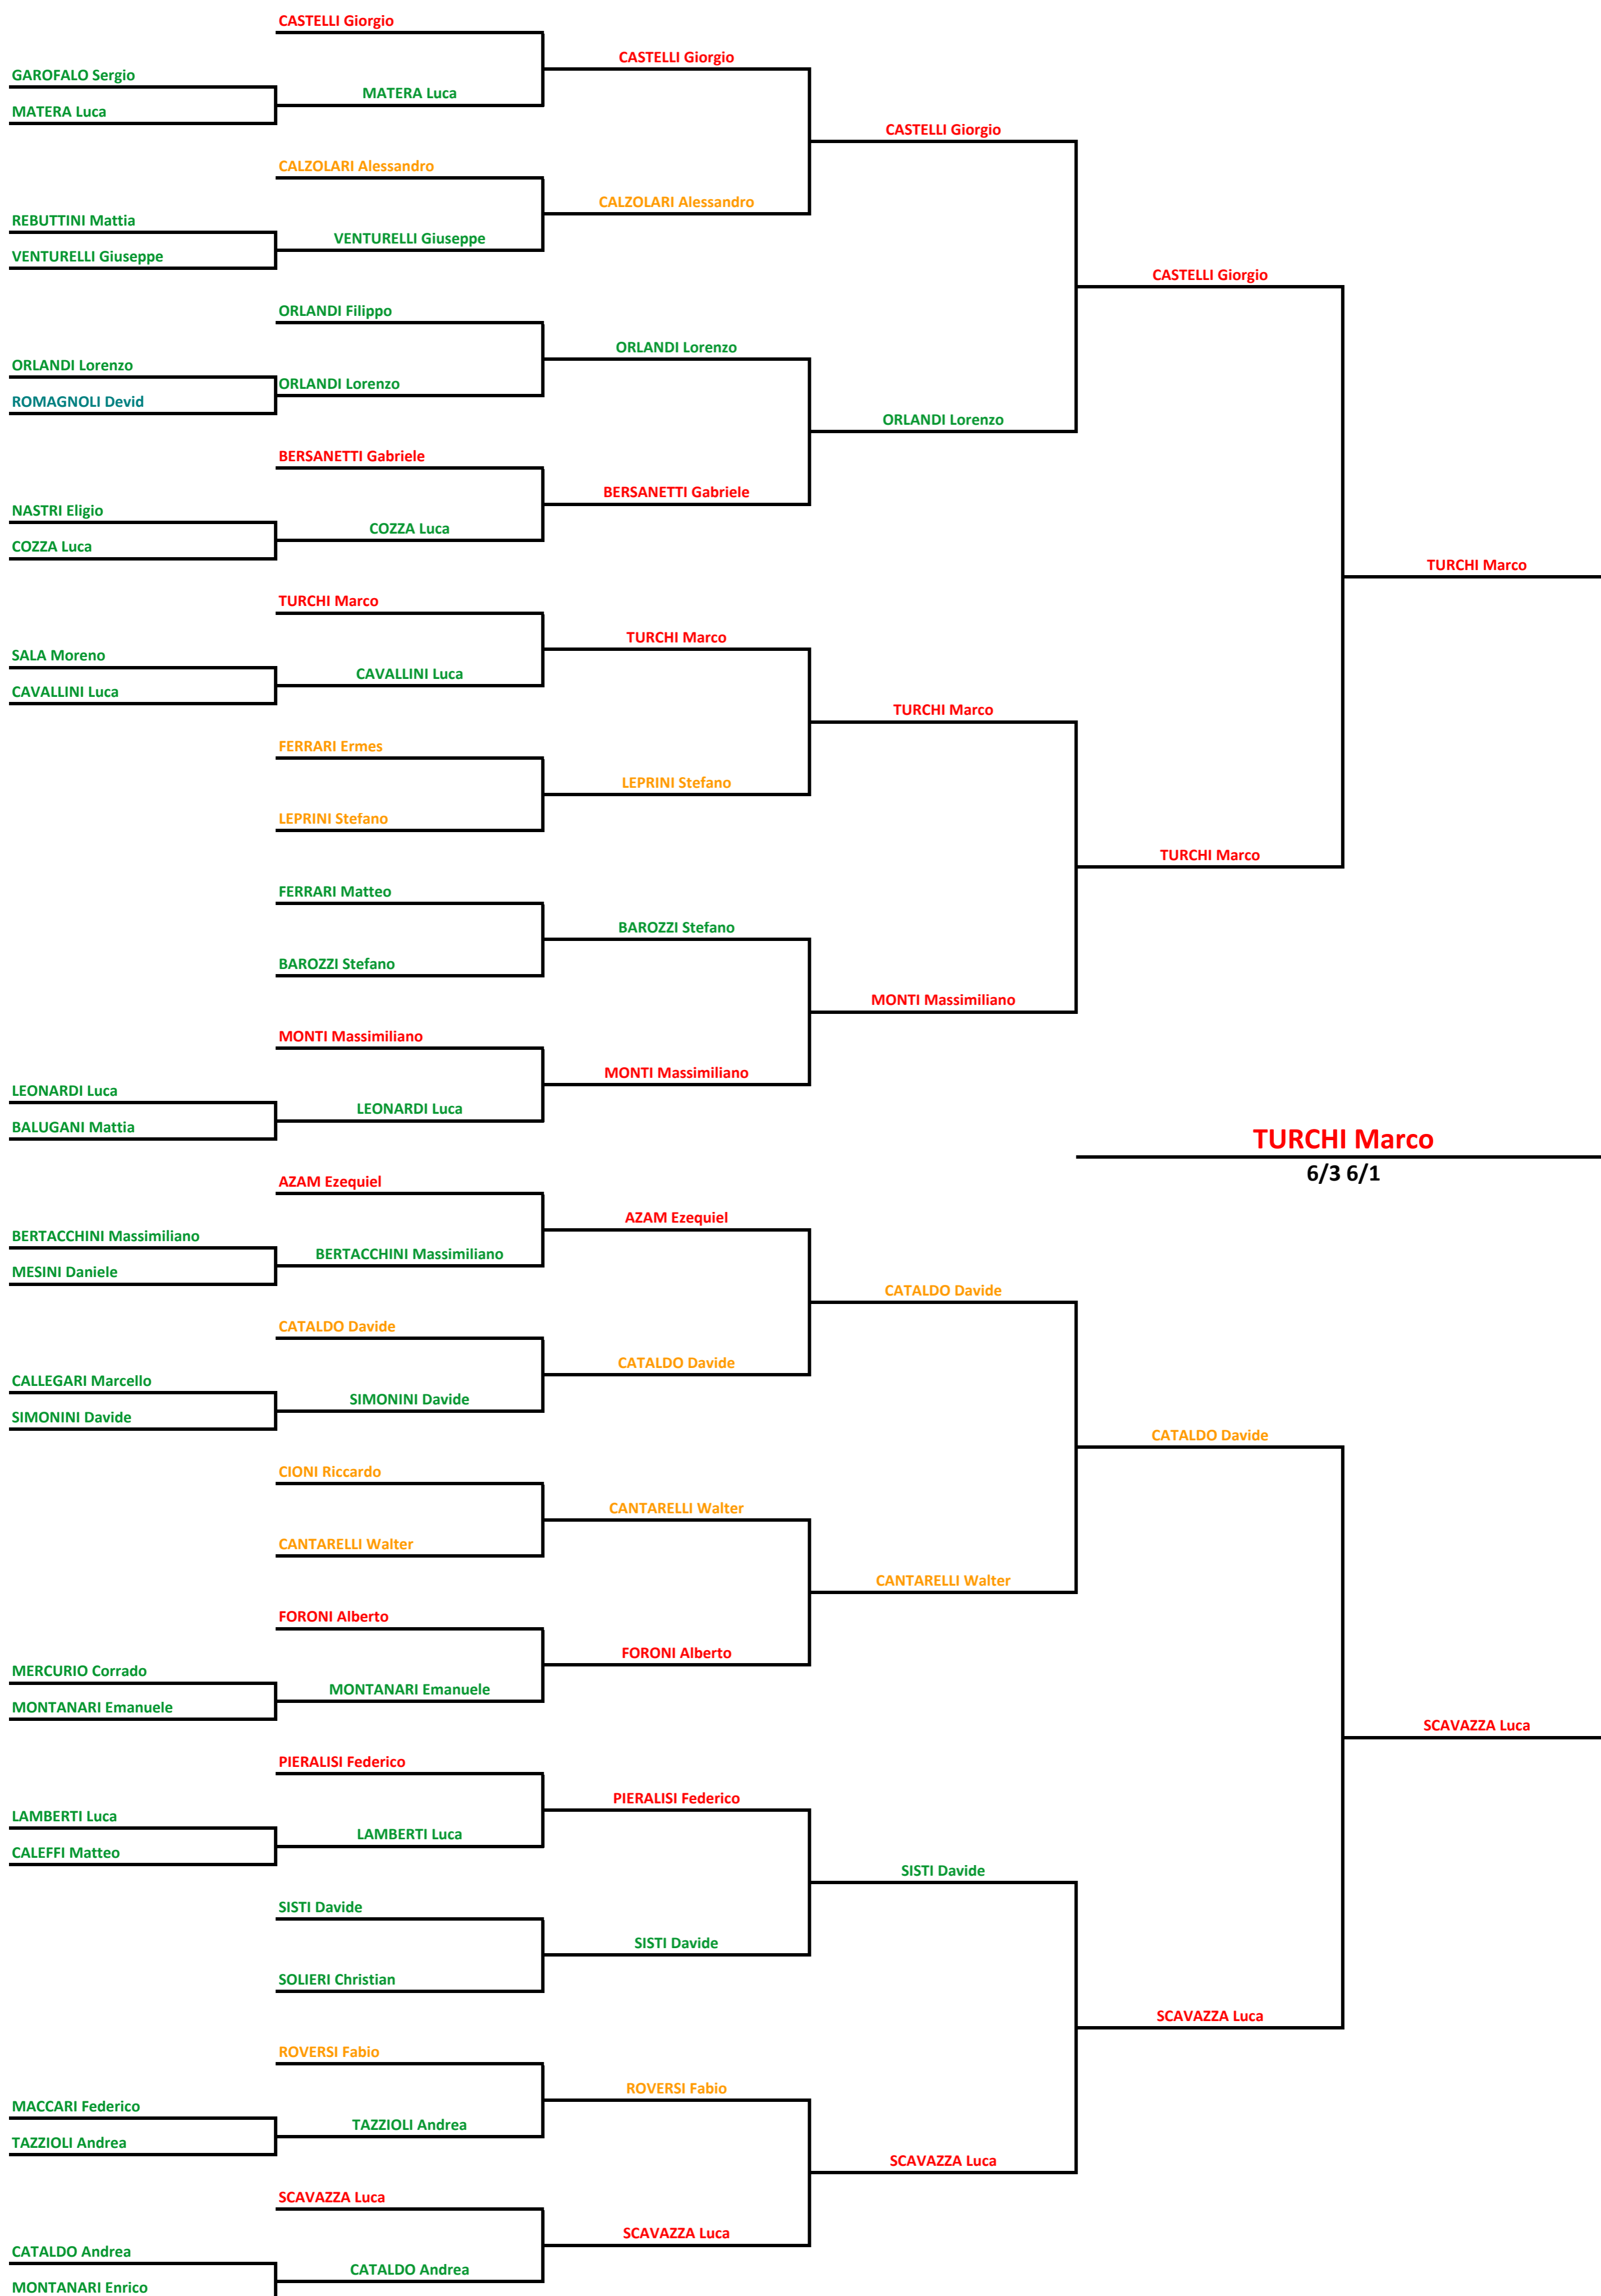 CASTELLI Giorgio
CASTELLI Giorgio
GAROFALO Sergio
MATERA Luca
MATERA Luca
CASTELLI Giorgio
CALZOLARI Alessandro
CALZOLARI Alessandro
REBUTTINI Mattia
VENTURELLI Giuseppe
VENTURELLI Giuseppe
CASTELLI Giorgio
ORLANDI Filippo
ORLANDI Lorenzo
ORLANDI Lorenzo
ORLANDI Lorenzo
ROMAGNOLI Devid
ORLANDI Lorenzo
BERSANETTI Gabriele
BERSANETTI Gabriele
NASTRI Eligio
COZZA Luca
COZZA Luca
TURCHI Marco
TURCHI Marco
TURCHI Marco
SALA Moreno
CAVALLINI Luca
CAVALLINI Luca
TURCHI Marco
FERRARI Ermes
LEPRINI Stefano
LEPRINI Stefano
TURCHI Marco
FERRARI Matteo
BAROZZI Stefano
BAROZZI Stefano
MONTI Massimiliano
MONTI Massimiliano
MONTI Massimiliano
LEONARDI Luca
LEONARDI Luca
BALUGANI Mattia
TURCHI Marco
6/3 6/1
AZAM Ezequiel
AZAM Ezequiel
BERTACCHINI Massimiliano
BERTACCHINI Massimiliano
MESINI Daniele
CATALDO Davide
CATALDO Davide
CATALDO Davide
CALLEGARI Marcello
SIMONINI Davide
SIMONINI Davide
CATALDO Davide
CIONI Riccardo
CANTARELLI Walter
CANTARELLI Walter
CANTARELLI Walter
FORONI Alberto
FORONI Alberto
MERCURIO Corrado
MONTANARI Emanuele
MONTANARI Emanuele
SCAVAZZA Luca
PIERALISI Federico
PIERALISI Federico
LAMBERTI Luca
LAMBERTI Luca
CALEFFI Matteo
SISTI Davide
SISTI Davide
SISTI Davide
SOLIERI Christian
SCAVAZZA Luca
ROVERSI Fabio
ROVERSI Fabio
MACCARI Federico
TAZZIOLI Andrea
TAZZIOLI Andrea
SCAVAZZA Luca
SCAVAZZA Luca
SCAVAZZA Luca
CATALDO Andrea
CATALDO Andrea
MONTANARI Enrico